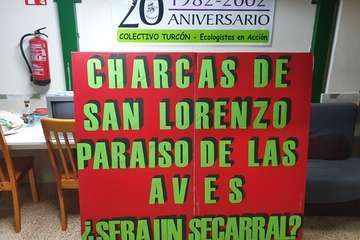 20 1982-2002
ANIVERSARIO
COLECTIVO TURCÓN - Ecologistas en Acción
CHARCAS DE
SAN LORENZO
PARAISO DE LAS
AVES
¿SERA UN SECARRAL?